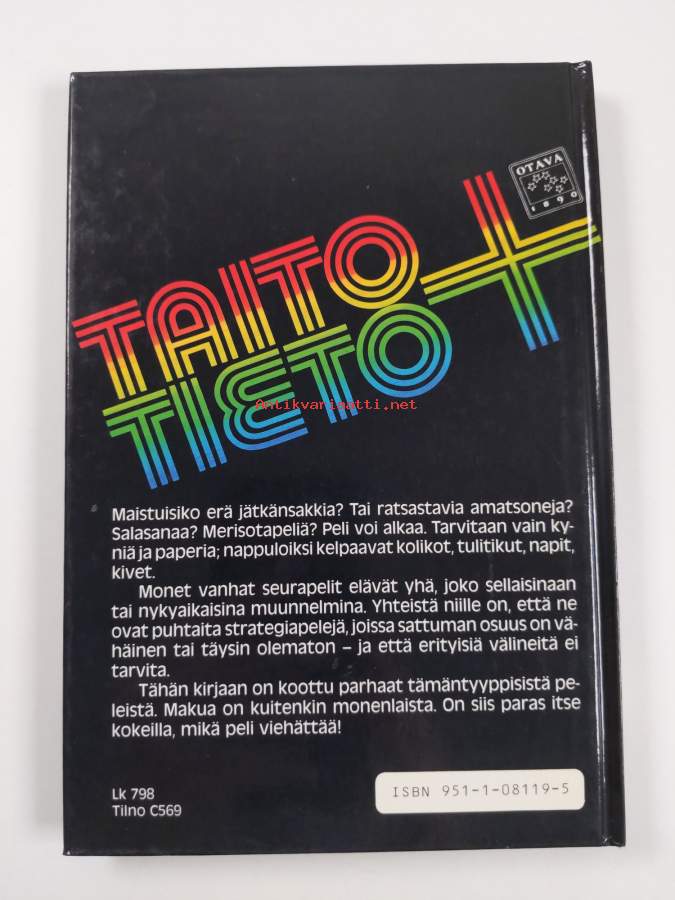 OTAVA
1890
TAITO +
TIETO
Antikvariaatti.net
Maistuisiko erä jätkänsakkia? Tai ratsastavia amatsoneja?
Salasanaa? Merisotapeliä? Peli voi alkaa. Tarvitaan vain ky-
niä ja paperia; nappuloiksi kelpaavat kolikot, tulitikut, napit,
kivet.
Monet vanhat seurapelit elävät yhä, joko sellaisinaan
tai nykyaikaisina muunnelmina. Yhteistä niille on, että ne
ovat puhtaita strategiapelejä, joissa sattuman osuus on vä-
häinen tai täysin olematon – ja että erityisiä välineitä ei
tarvita.
Tähän kirjaan on koottu parhaat tämäntyyppisistä pe-
leistä. Makua on kuitenkin monenlaista. On siis paras itse
kokeilla, mikä peli viehättää!
Lk 798
Tilno C569
ISBN 951-1-08119-5